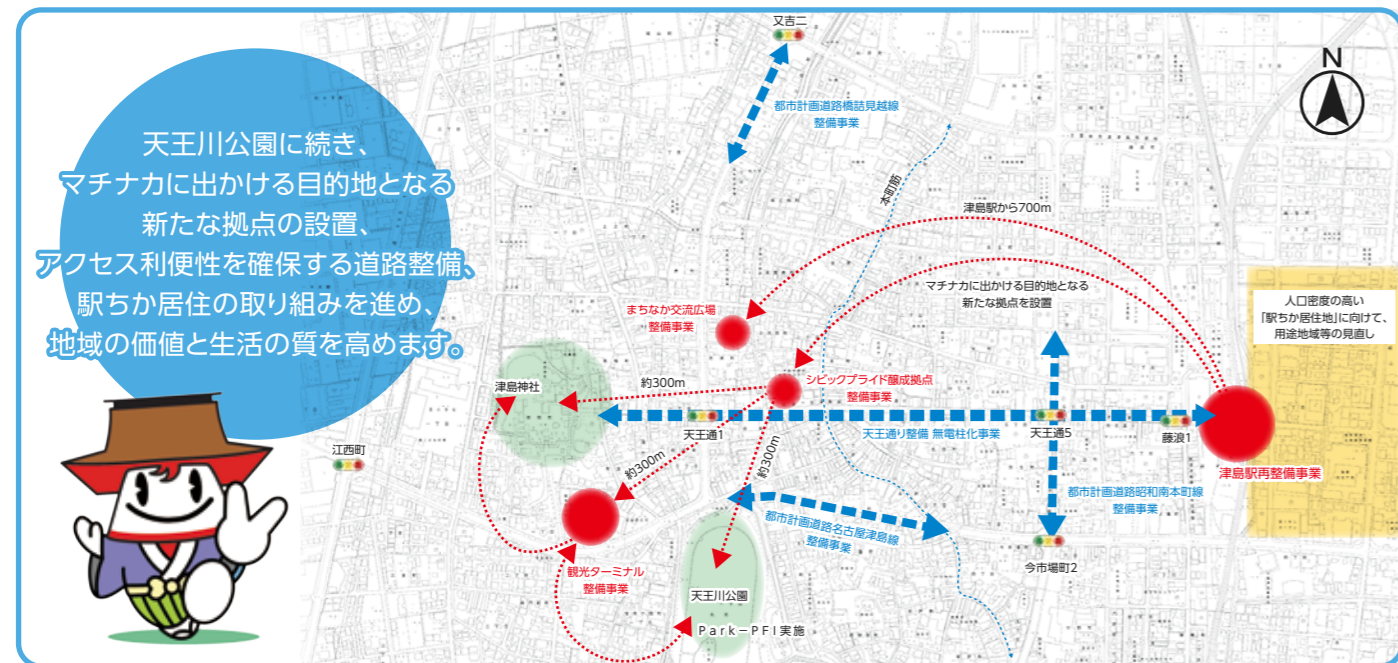 天王川公園に続き、
マチナカに出かける目的地となる
新たな拠点の設置、
アクセス利便性を確保する道路整備、
駅ちか居住の取り組みを進め、
地域の価値と生活の質を高めます。
又吉二
N
都市計画道路橋詰見越線
整備事業
本町筋
津島駅から700m
マチナカに出かける目的地となる
新たな拠点を設置
人口密度の高い
「駅ちか居住地」に向けて、
用途地域等の見直し
まちなか交流広場
整備事業
津島神社
約300m
シビックプライド醸成拠点
整備事業
天王通1
天王通り整備 無電柱化事業
天王通5
藤浪1
江西町
約300m
約300m
津島駅再整備事業
都市計画道路昭和南本町線
整備事業
都市計画道路名古屋津島線
整備事業
今市場町2
観光ターミナル
整備事業
天王川公園
Park－PFI実施